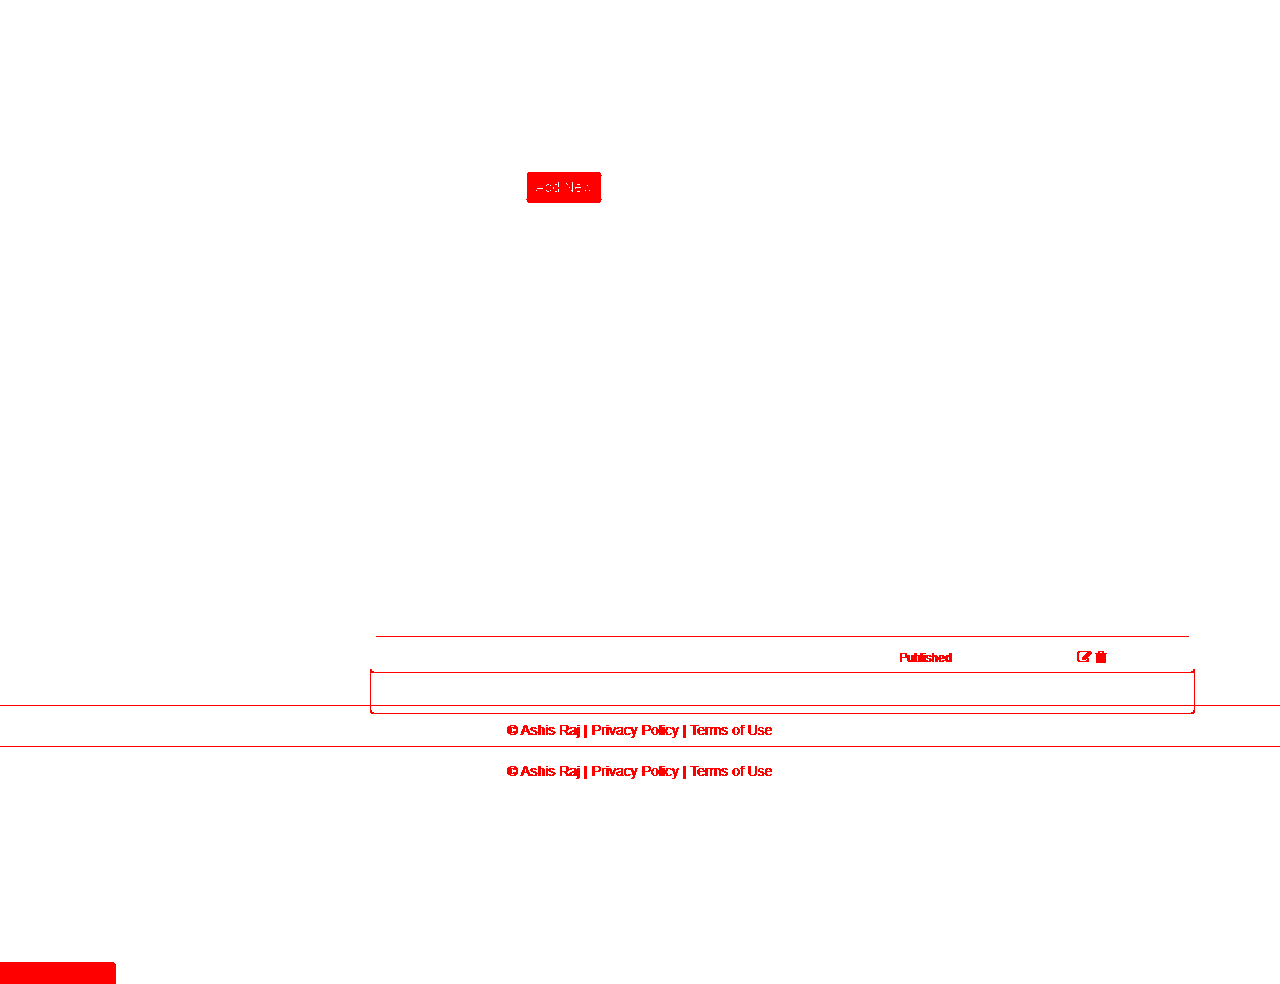 Add New
Published
© Ashis Raj | Privacy Policy | Terms of Use
© Ashis Raj | Privacy Policy | Terms of Use